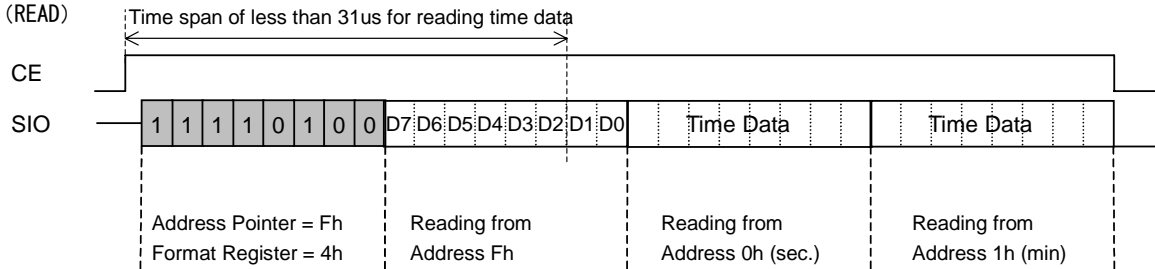 (READ)
Time span of less than 31us for reading time data
CE
SIO
1 1 1 1 0 1 0 0 D7 D6 D5 D4 D3 D2 D1 D0 Time Data Time Data
Address Pointer = Fh
Format Register = 4h
Reading from
Address Fh
Reading from
Address 0h (sec.)
Reading from
Address 1h (min)